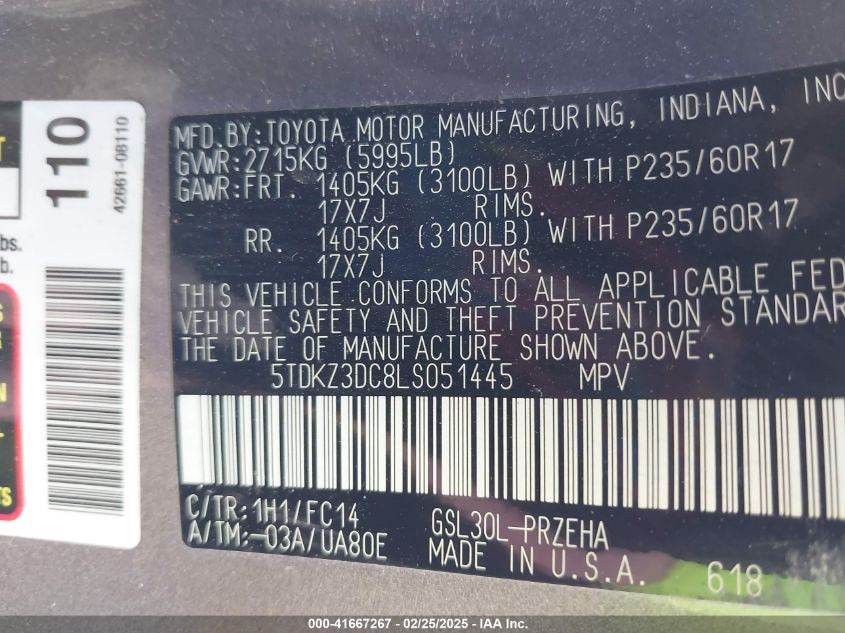 110
42661-08110
T
bs.
b.
S
R
N
T
TS
MFD.BY:TOYOTA MOTOR MANUFACTURING, INDIANA, INC
GVWR:2715KG (5995LB)
GAWR:FRT. 1405KG (3100LB) WITH P235/60R17
17X7J RIMS.
RR. 1405KG (3100LB) WITH P235/60R17
17X7J RIMS.
THIS VEHICLE CONFORMS TO ALL APPLICABLE FED
VEHICLE SAFETY AND THEFT PREVENTION STANDAR
THE DATE OF MANUFACTURE SHOWN ABOVE.
5TDKZ3DC8LS051445 MPV
C/TR:1H1/FC14 GSL30L-PRZEHA
A/TM:-03A/UA80E MADE IN U.S.A. 618
000-41667267 — 02/25/2025 — IAA Inc.